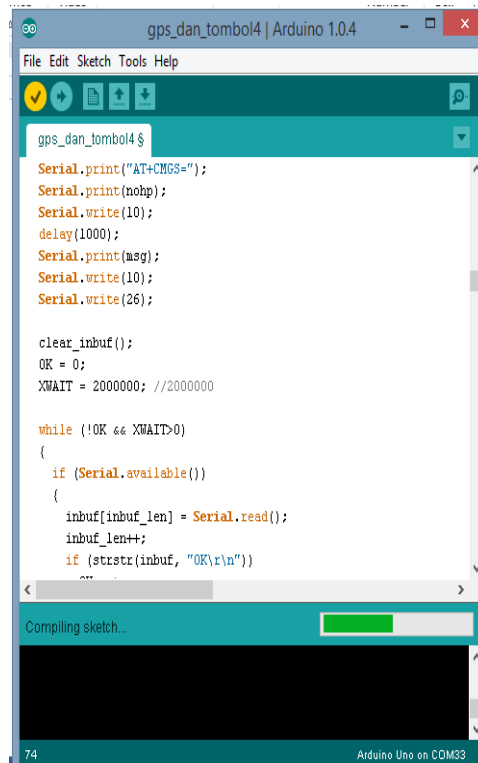 gps_dan_tombol4 | Arduino 1.0.4
File Edit Sketch Tools Help
gps_dan_tombol4 §
Serial.print("AT+CMGS=");
Serial.print(nohp);
Serial.write(10);
delay(1000);
Serial.print(msg);
Serial.write(10);
Serial.write(26);
clear_inbuf();
OK = 0;
XWAIT = 2000000; //2000000
while (!OK && XWAIT>0)
{
if (Serial.available())
{
inbuf[inbuf_len] = Serial.read();
inbuf_len++;
if (strstr(inbuf, "OK\r\n"))
Compiling sketch...
74 Arduino Uno on COM33